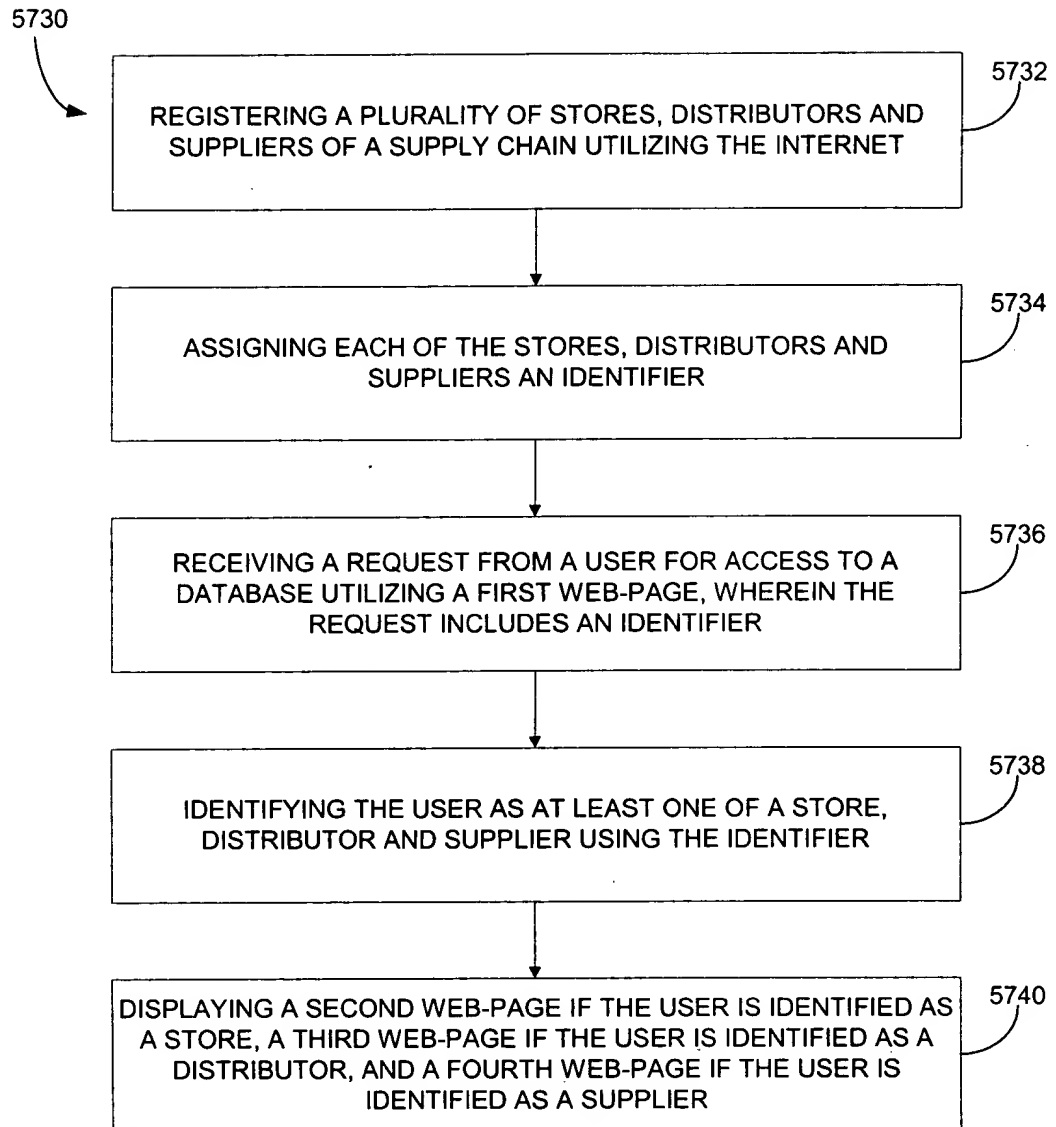 5730
5732
REGISTERING A PLURALITY OF STORES, DISTRIBUTORS AND
SUPPLIERS OF A SUPPLY CHAIN UTILIZING THE INTERNET
5734
ASSIGNING EACH OF THE STORES, DISTRIBUTORS AND
SUPPLIERS AN IDENTIFIER
5736
RECEIVING A REQUEST FROM A USER FOR ACCESS TO A
DATABASE UTILIZING A FIRST WEB-PAGE, WHEREIN THE
REQUEST INCLUDES AN IDENTIFIER
5738
IDENTIFYING THE USER AS AT LEAST ONE OF A STORE,
DISTRIBUTOR AND SUPPLIER USING THE IDENTIFIER
5740
DISPLAYING A SECOND WEB-PAGE IF THE USER IS IDENTIFIED AS
A STORE, A THIRD WEB-PAGE IF THE USER IS IDENTIFIED AS A
DISTRIBUTOR, AND A FOURTH WEB-PAGE IF THE USER IS
IDENTIFIED AS A SUPPLIER